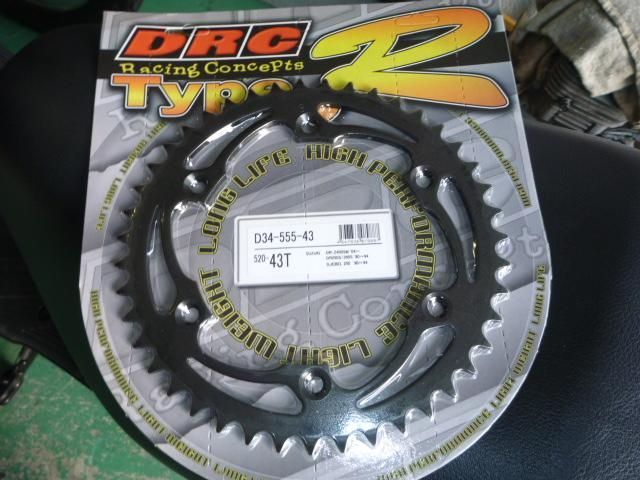 DRC
Racing Concepts
Type R
LONG LIFE HIGH PERFORMANCE LIGHT WEIGHT
D34-555-43
520-43T
SUZUKI
HIGH PERFORMANCE LIGHT WEIGHT LONG LIFE